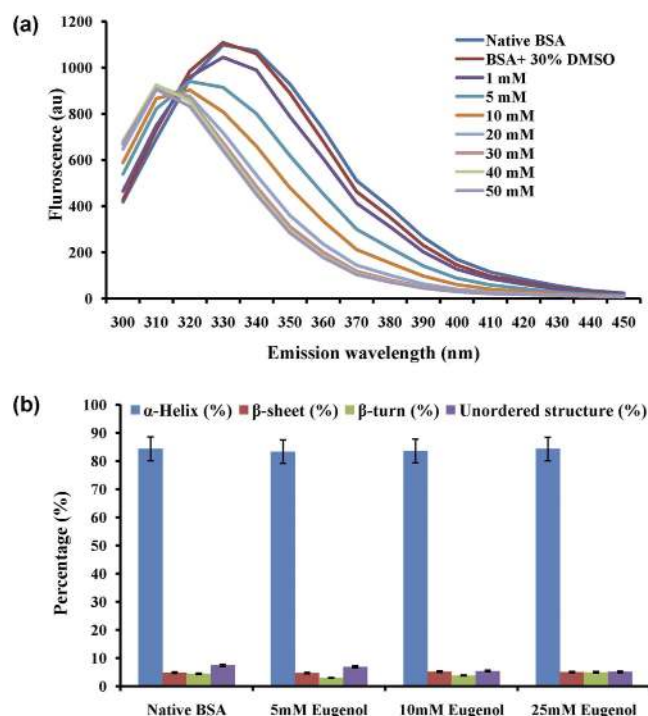 (a)
1200
1000
800
600
400
200
0
Fluroscence (au)
Native BSA
BSA+ 30% DMSO
1 mM
5 mM
10 mM
20 mM
30 mM
40 mM
50 mM
300 310 320 330 340 350 360 370 380 390 400 410 420 430 440 450
Emission wavelength (nm)
(b)
α-Helix (%) β-sheet (%) β-turn (%) Unordered structure (%)
100
90
80
70
60
50
40
30
20
10
0
Percentage (%)
Native BSA 5mM Eugenol 10mM Eugenol 25mM Eugenol